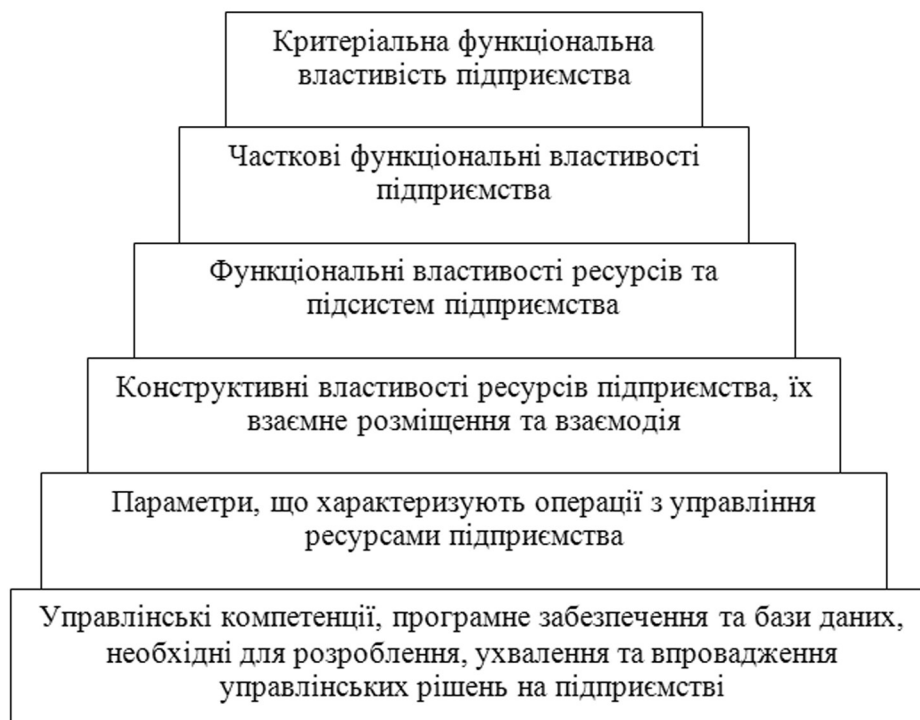 Критеріальна функціональна
властивість підприємства
Часткові функціональні властивості
підприємства
Функціональні властивості ресурсів та
підсистем підприємства
Конструктивні властивості ресурсів підприємства, їх
взаємне розміщення та взаємодія
Параметри, що характеризують операції з управління
ресурсами підприємства
Управлінські компетенції, програмне забезпечення та бази даних,
необхідні для розроблення, ухвалення та впровадження
управлінських рішень на підприємстві